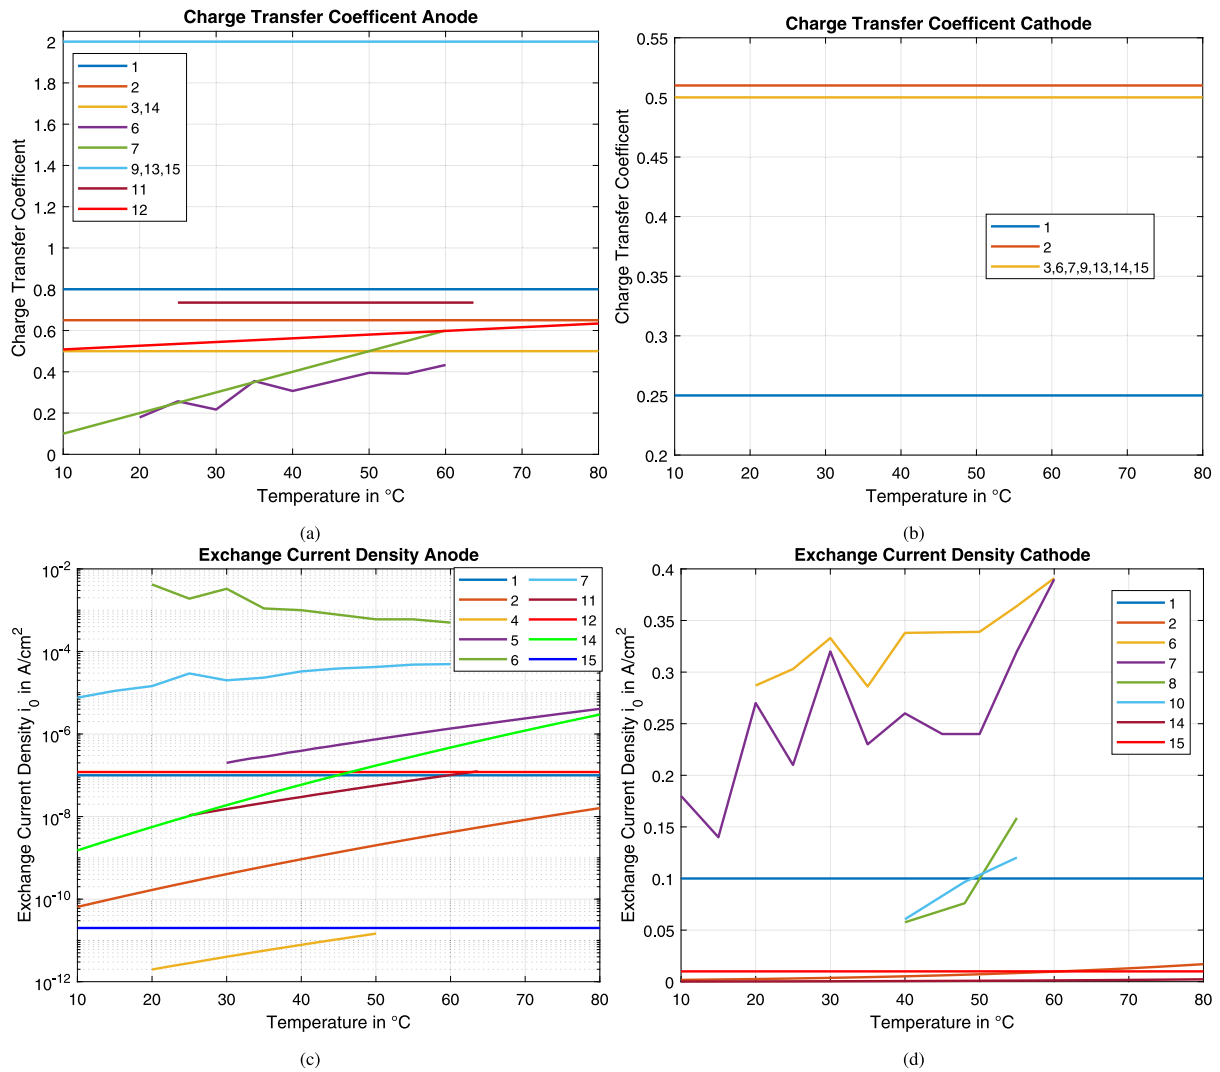 Charge Transfer Coefficent Anode
Charge Transfer Coefficent
2
1.8
1.6
1.4
1.2
1
0.8
0.6
0.4
0.2
0
1
2
3,14
6
7
9,13,15
11
12
10 20 30 40 50 60 70 80
Temperature in °C
(a)
Charge Transfer Coefficent Cathode
Charge Transfer Coefficent
0.55
0.5
0.45
0.4
0.35
0.3
0.25
0.2
1
2
3,6,7,9,13,14,15
10 20 30 40 50 60 70 80
Temperature in °C
(b)
Exchange Current Density Anode
Exchange Current Density i0 in A/cm2
10-2
10-4
10-6
10-8
10-10
10-12
1 7
2 11
4 12
5 14
6 15
10 20 30 40 50 60 70 80
Temperature in °C
(c)
Exchange Current Density Cathode
Exchange Current Density i0 in A/cm2
0.4
0.35
0.3
0.25
0.2
0.15
0.1
0.05
0
1
2
6
7
8
10
14
15
10 20 30 40 50 60 70 80
Temperature in °C
(d)